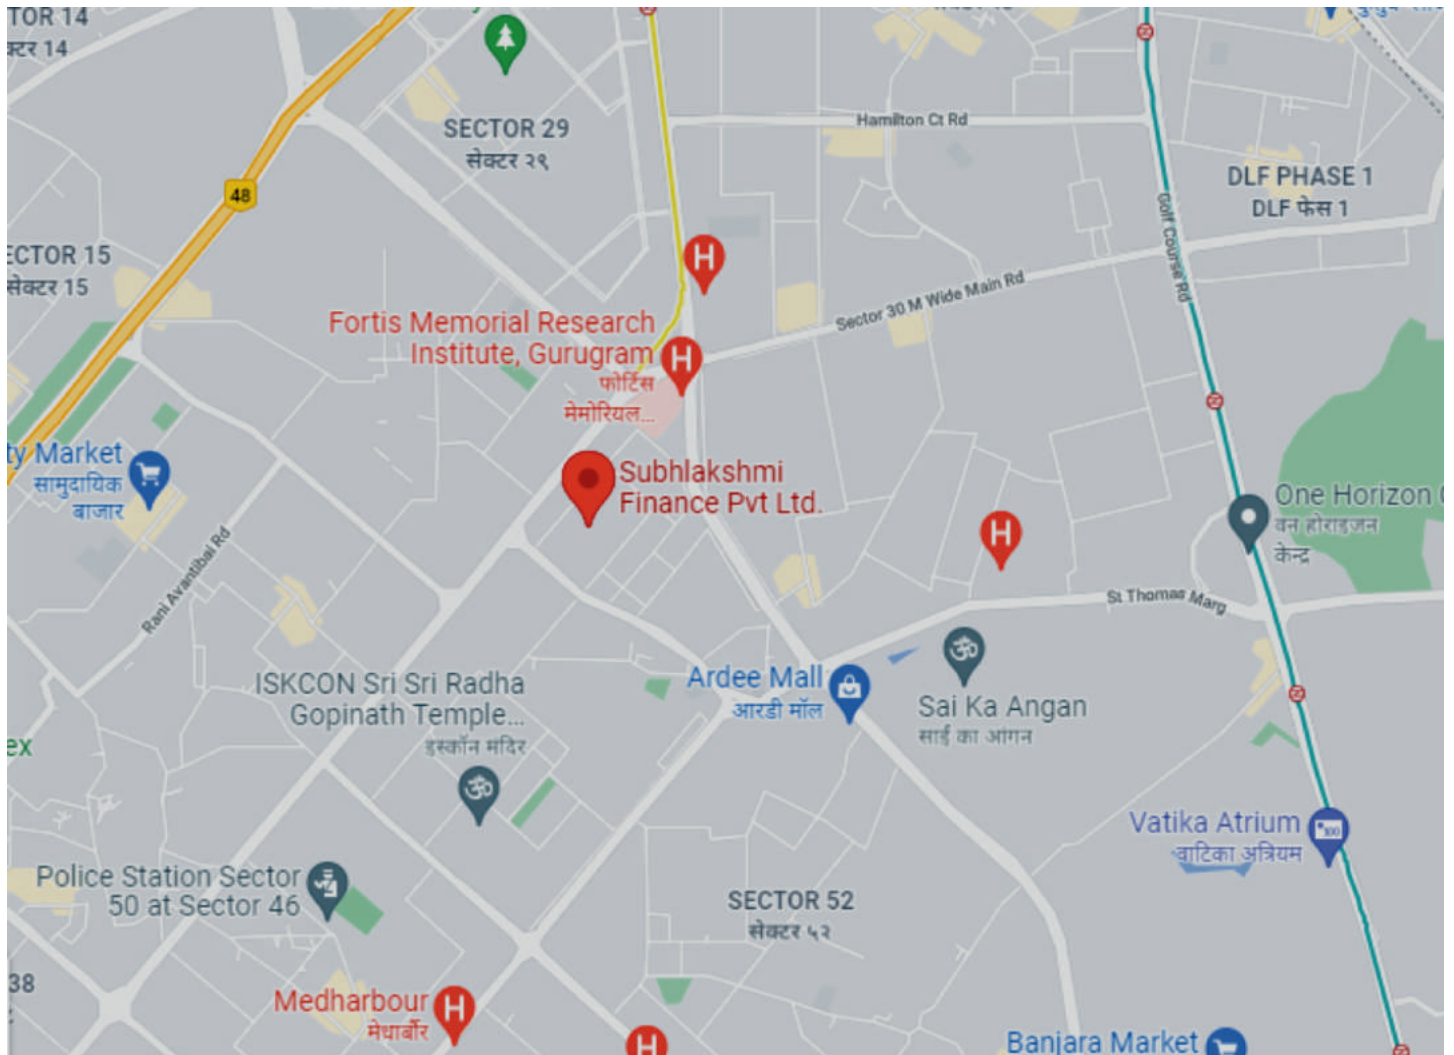 TOR 14
क्टर 14
SECTOR 29
सेक्टर २९
Hamilton Ct Rd
DLF PHASE 1
DLF फेस 1
48
ECTOR 15
सेक्टर 15
Golf Course Rd
H
Sector 30 M Wide Main Rd
Fortis Memorial Research
Institute, Gurugram
फोर्टिस
मेमोरियल...
H
ty Market
सामुदायिक
बाजार
Subhlakshmi
Finance Pvt Ltd.
One Horizon
वन होराइजन
केन्द्र
H
Rani Avantibai Rd
St Thomas Marg
ISKCON Sri Sri Radha
Gopinath Temple...
इस्कॉन मंदिर
ॐ
Ardee Mall
आरडी मॉल
ॐ
Sai Ka Angan
साई का आंगन
ex
Vatika Atrium
वाटिका अत्रियम
Police Station Sector
50 at Sector 46
SECTOR 52
सेक्टर ५२
38
Medharbour
मेधार्बौर
H
H
Banjara Market